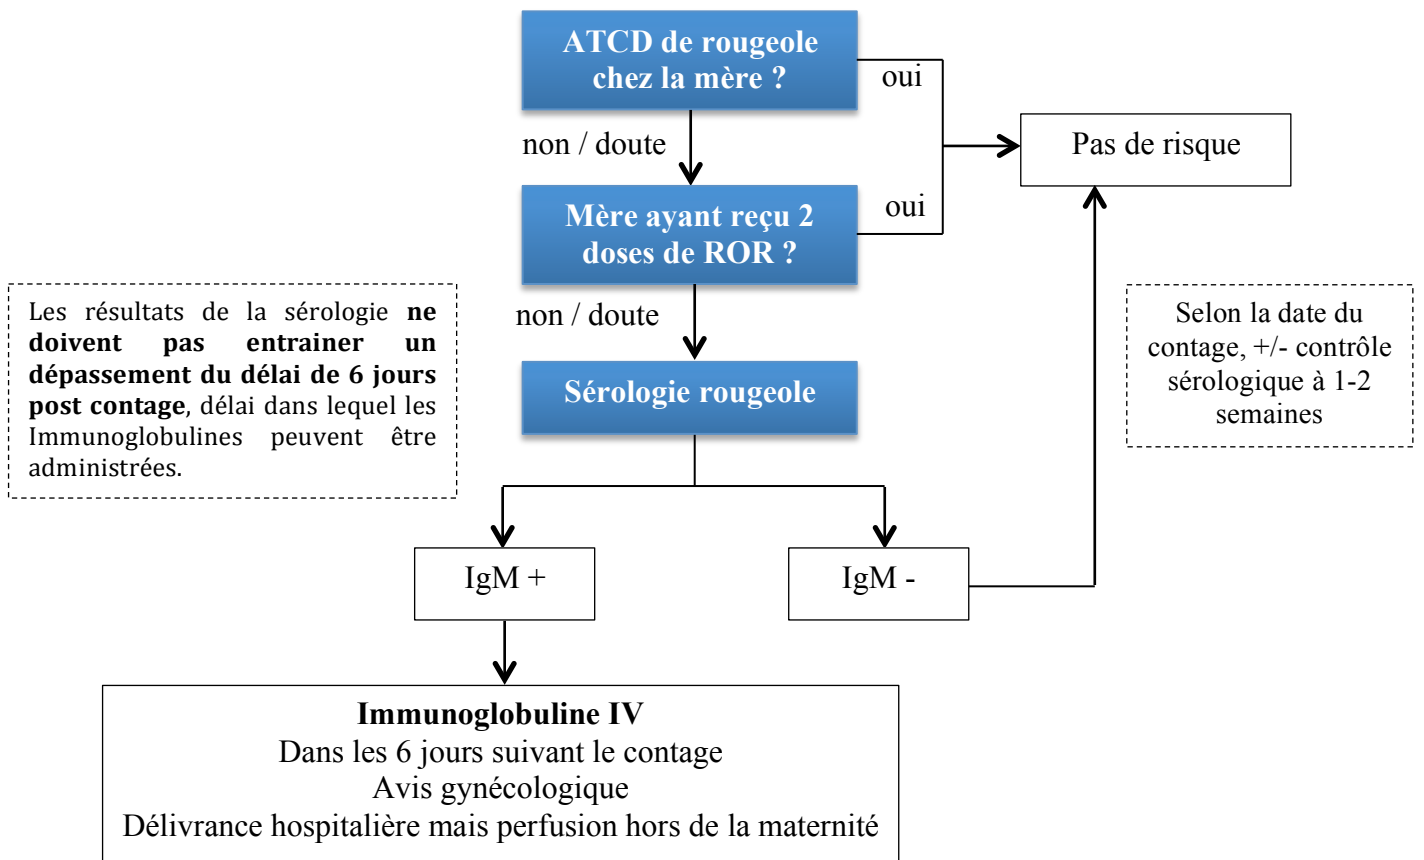 ATCD de rougeole
chez la mère ?
oui
non / doute
Pas de risque
Mère ayant reçu 2
doses de ROR ?
oui
non / doute
Les résultats de la sérologie ne
doivent pas entrainer un
dépassement du délai de 6 jours
post contage, délai dans lequel les
Immunoglobulines peuvent être
administrées.
Selon la date du
contage, +/- contrôle
sérologique à 1-2
semaines
Sérologie rougeole
IgM +
IgM -
Immunoglobuline IV
Dans les 6 jours suivant le contage
Avis gynécologique
Délivrance hospitalière mais perfusion hors de la maternité